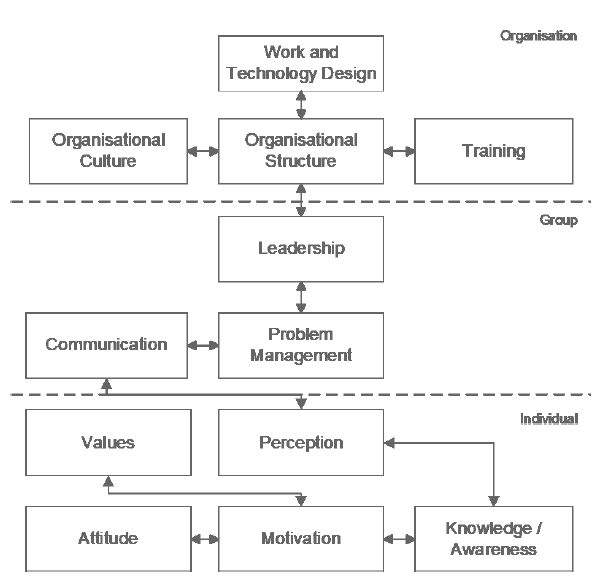 Organisation
Work and
Technology Design
Organisational
Culture
Organisational
Structure
Training
Group
Leadership
Communication
Problem
Management
Individual
Values
Perception
Attitude
Motivation
Knowledge /
Awareness